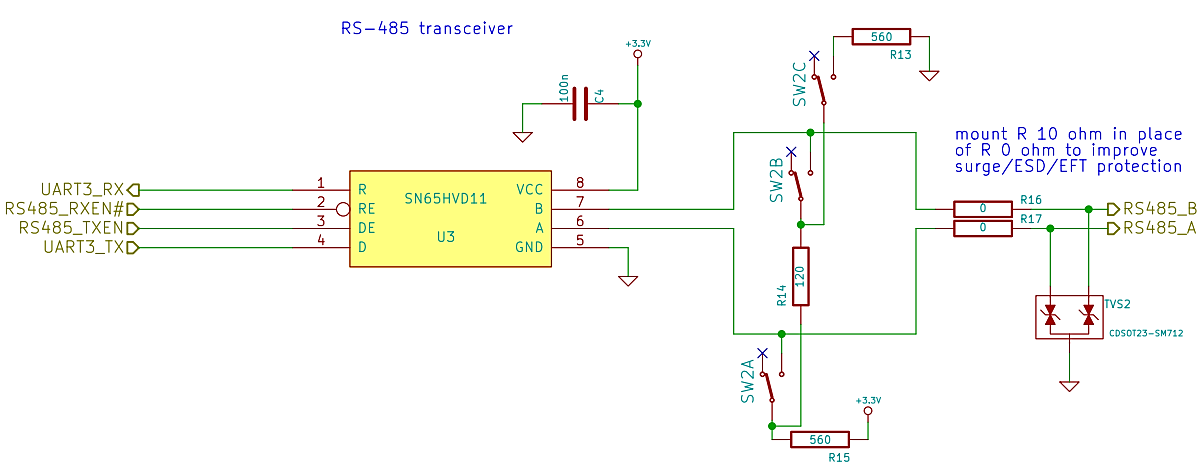 RS-485 transceiver
+3.3V
100n
C4
560
R13
SW2C
SW2B
mount R 10 ohm in place
of R 0 ohm to improve
surge/ESD/EFT protection
UART3_RX
RS485_RXEN#
RS485_TXEN
UART3_TX
1
2
3
4
R
RE
DE
D
SN65HVD11
U3
VCC
B
A
GND
8
7
6
5
0
R16
0
R17
RS485_B
RS485_A
R14
120
TVS2
CDSOT23-SM712
SW2A
+3.3V
560
R15